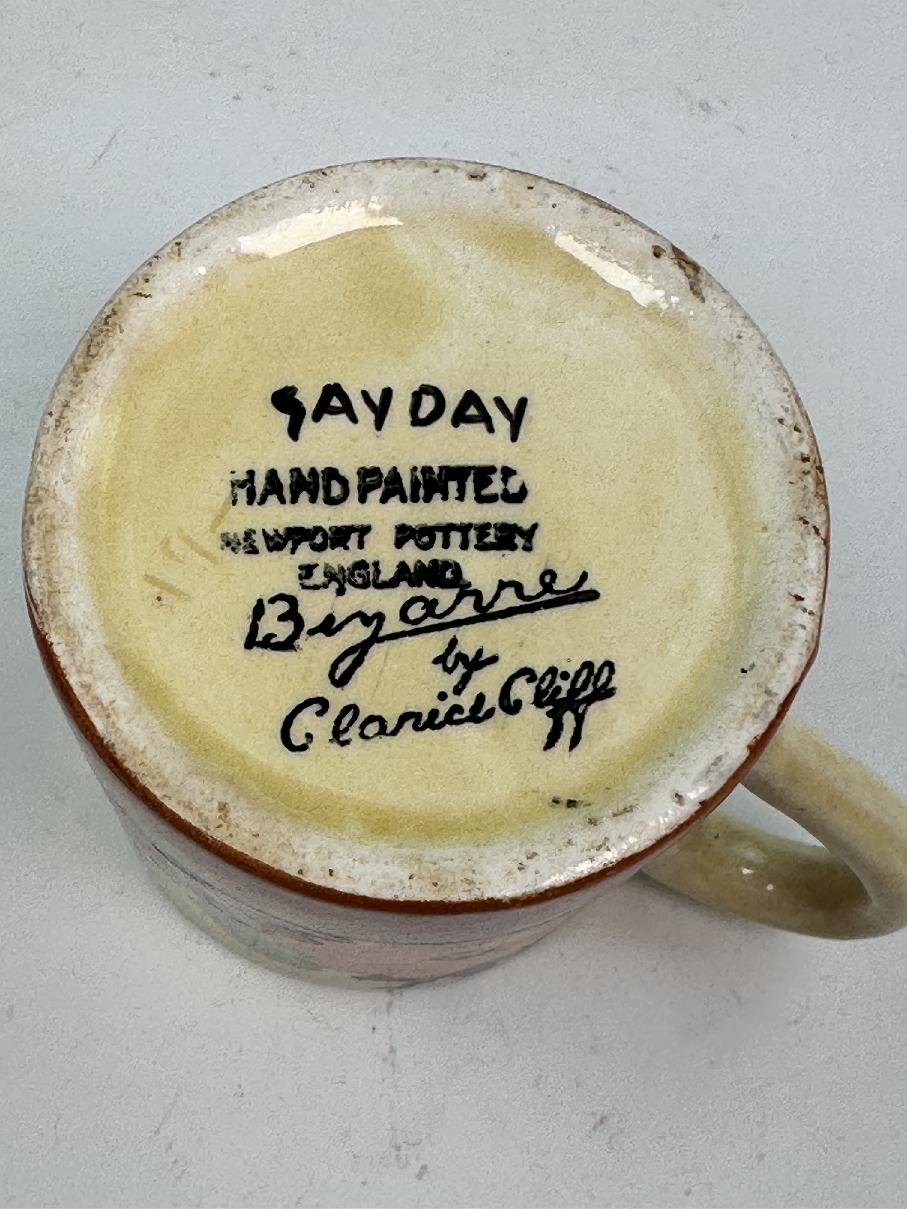 GAY DAY
HAND PAINTED
NEWPORT POTTERY
ENGLAND
Bizarre
by
Clarice Cliff